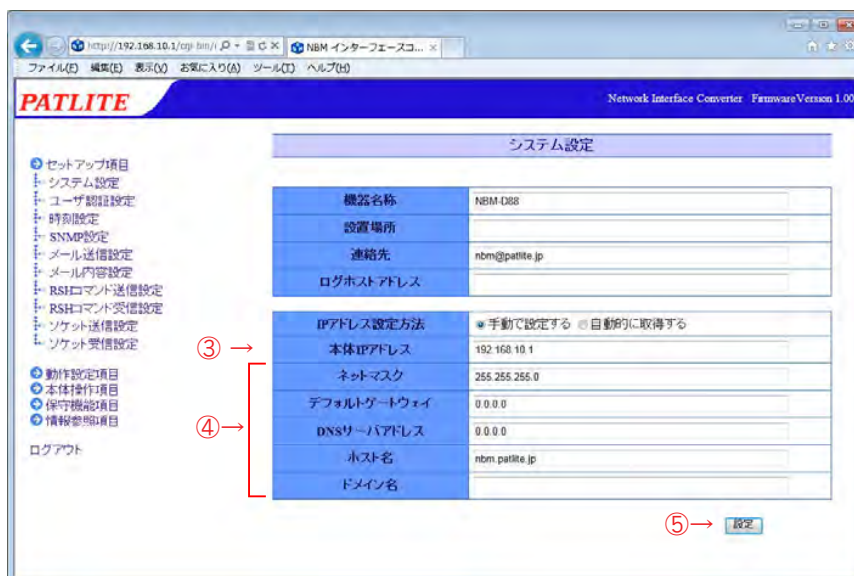 http://192.168.10.1/cgi-bin/i
NBM インターフェースコ...
ファイル(F) 編集(E) 表示(V) お気に入り(A) ツール(T) ヘルプ(H)
PATLITE
Network Interface Converter FirmwareVersion 1.00
システム設定
セットアップ項目
システム設定
ユーザ認証設定
時刻設定
SNMP設定
メール送信設定
メール内容設定
RSHコマンド送信設定
RSHコマンド受信設定
ソケット送信設定
ソケット受信設定
動作設定項目
本体操作項目
保守機能項目
情報参照項目
ログアウト
機器名称 NBM-D88
設置場所
連絡先 nbm@patlite.jp
ログホストアドレス
IPアドレス設定方法 手動で設定する 自動的に取得する
③ → 本体IPアドレス 192.168.10.1
④→ ネットマスク 255.255.255.0
デフォルトゲートウェイ 0.0.0.0
DNSサーバアドレス 0.0.0.0
ホスト名 nbm.patlite.jp
ドメイン名
⑤→ 設定